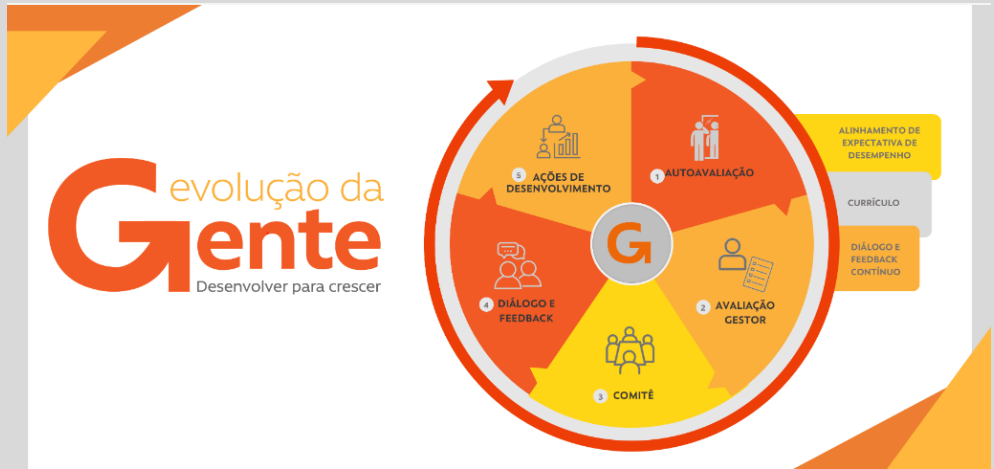 evolução da
Gente
Desenvolver para crescer
1 AUTOAVALIAÇÃO
2 AVALIAÇÃO
GESTOR
3 COMITÊ
4 DIÁLOGO E
FEEDBACK
5 AÇÕES DE
DESENVOLVIMENTO
G
ALINHAMENTO DE
EXPECTATIVA DE
DESEMPENHO
CURRÍCULO
DIÁLOGO E
FEEDBACK
CONTÍNUO